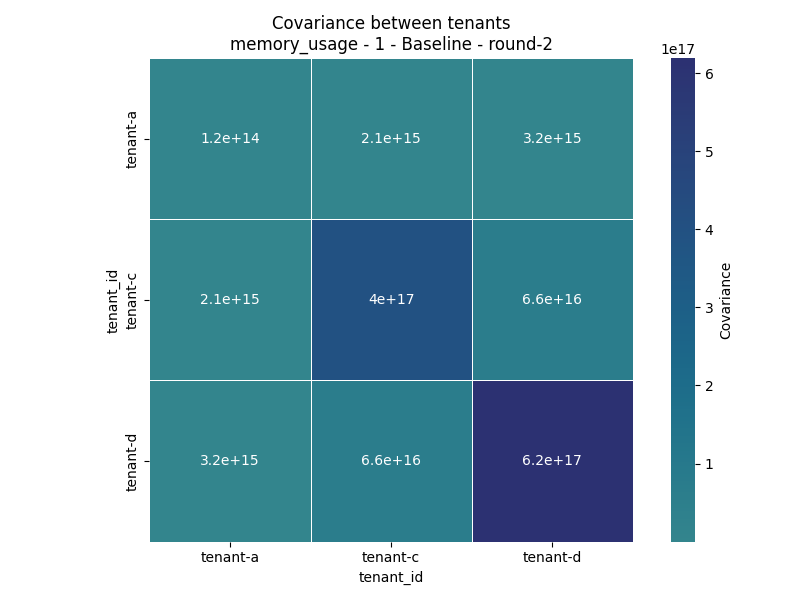 Covariance between tenants
memory_usage - 1 - Baseline - round-2
1e17
tenant-a
1.2e+14
2.1e+15
3.2e+15
tenant-c
2.1e+15
4e+17
6.6e+16
tenant-d
3.2e+15
6.6e+16
6.2e+17
tenant_id
tenant-a
tenant-c
tenant-d
tenant_id
6
5
4
3
2
1
Covariance